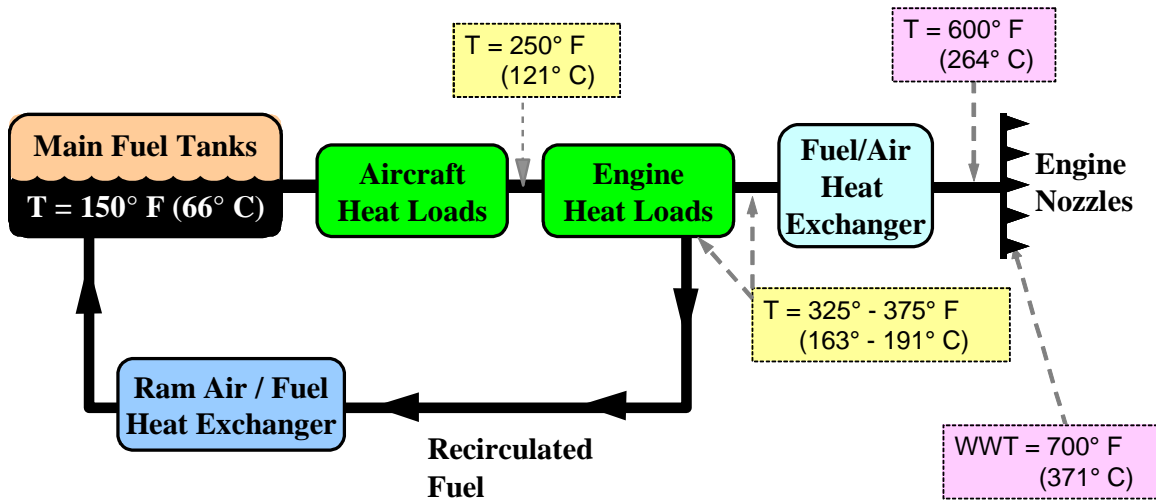 T = 600° F
(264° C)
T = 250° F
(121° C)
Main Fuel Tanks
T = 150° F (66° C)
Aircraft
Heat Loads
Engine
Heat Loads
Fuel/Air
Heat
Exchanger
Engine
Nozzles
T = 325° - 375° F
(163° - 191° C)
Ram Air / Fuel
Heat Exchanger
Recirculated
Fuel
WWT = 700° F
(371° C)